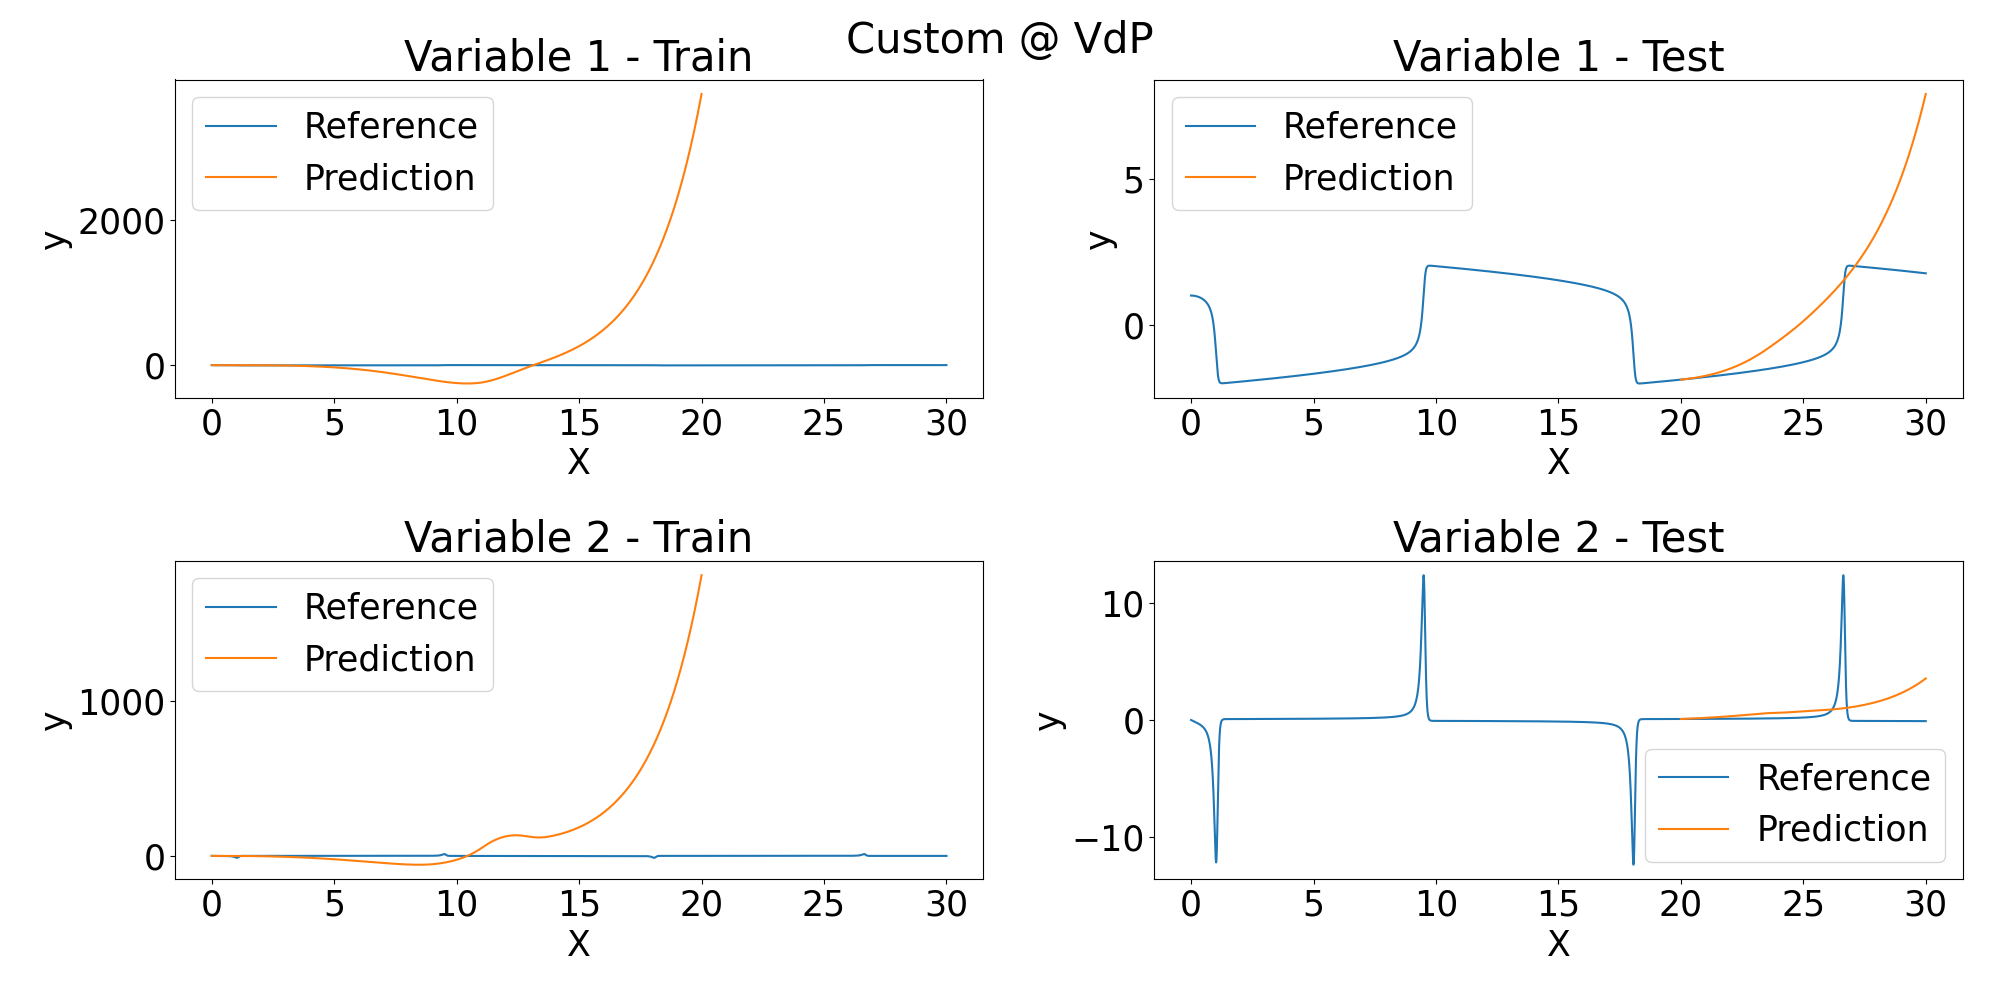 Custom @ VdP
Variable 1 - Train
Reference
Prediction
y
2000
0
0 5 10 15 20 25 30
X
Variable 1 - Test
Reference
Prediction
y
5
0
0 5 10 15 20 25 30
X
Variable 2 - Train
Reference
Prediction
y
1000
0
0 5 10 15 20 25 30
X
Variable 2 - Test
y
10
0
−10
Reference
Prediction
0 5 10 15 20 25 30
X